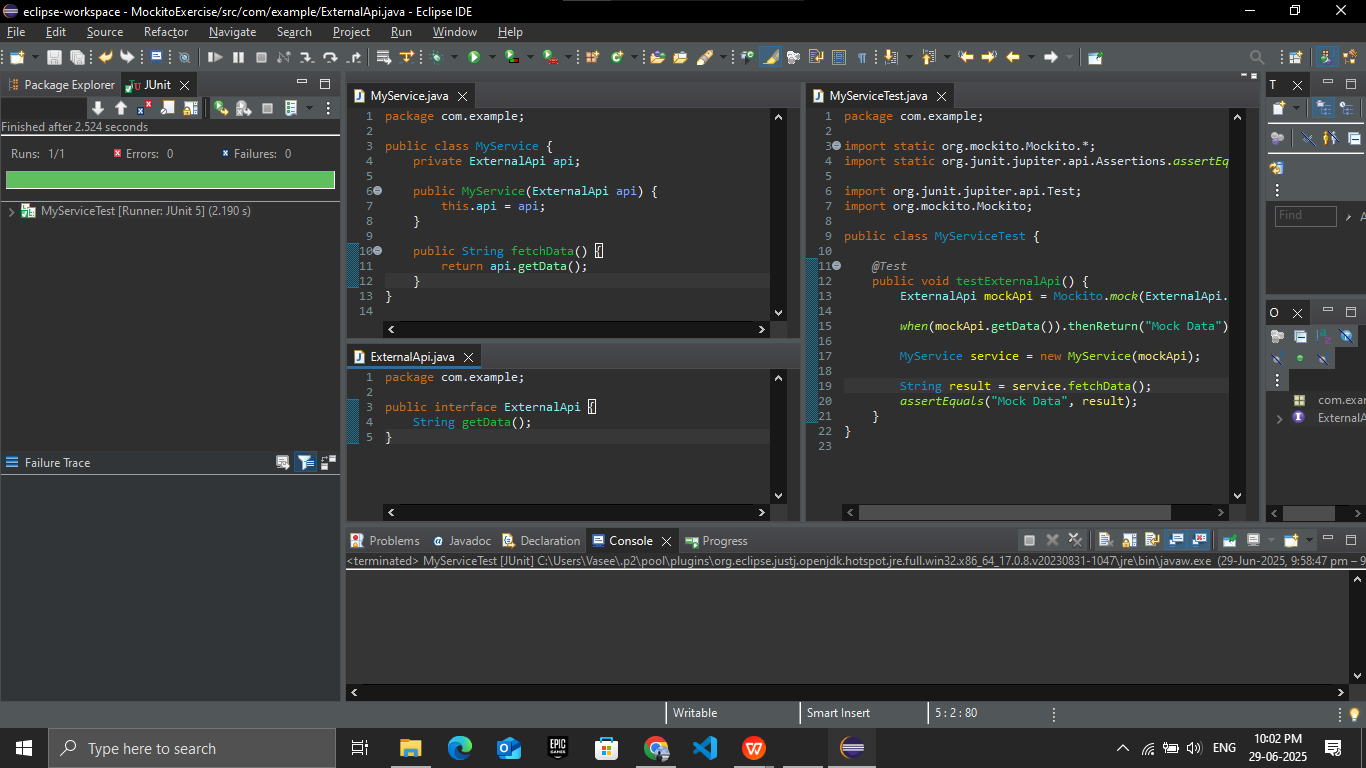 eclipse-workspace - MockitoExercise/src/com/example/ExternalApi.java - Eclipse IDE
File Edit Source Refactor Navigate Search Project Run Window Help
Package Explorer JUnit
Finished after 2.524 seconds
Runs: 1/1 Errors: 0 Failures: 0
MyServiceTest [Runner: JUnit 5] (2.190 s)
Failure Trace
MyService.java
1 package com.example;
2
3 public class MyService {
4 private ExternalApi api;
5
6 public MyService(ExternalApi api) {
7 this.api = api;
8 }
9
10 public String fetchData() {
11 return api.getData();
12 }
13 }
14
ExternalApi.java
1 package com.example;
2
3 public interface ExternalApi {
4 String getData();
5 }
MyServiceTest.java
1 package com.example;
2
3 import static org.mockito.Mockito.*;
4 import static org.junit.jupiter.api.Assertions.assertEq
5
6 import org.junit.jupiter.api.Test;
7 import org.mockito.Mockito;
8
9 public class MyServiceTest {
10
11 @Test
12 public void testExternalApi() {
13 ExternalApi mockApi = Mockito.mock(ExternalApi.
14
15 when(mockApi.getData()).thenReturn("Mock Data")
16
17 MyService service = new MyService(mockApi);
18
19 String result = service.fetchData();
20 assertEquals("Mock Data", result);
21 }
22 }
23
T
Find
A
O
com.exar
ExternalA
Problems Javadoc Declaration Console Progress
<terminated> MyServiceTest [JUnit] C:\Users\Vasee\.p2\pool\plugins\org.eclipse.justj.openjdk.hotspot.jre.full.win32.x86_64_17.0.8.v20230831-1047\jre\bin\javaw.exe (29-Jun-2025, 9:58:47 pm – 9
Writable Smart Insert 5 : 2 : 80
Type here to search
EPIC
GAMES
ENG
10:02 PM
29-06-2025